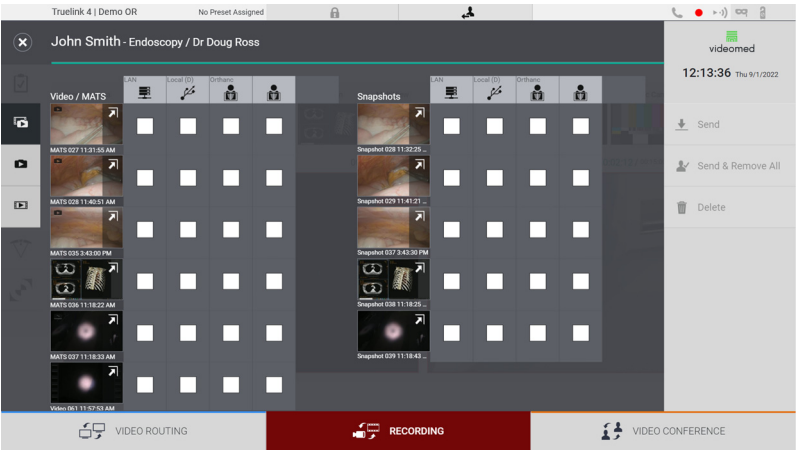 Truelink 4 | Demo OR
No Preset Assigned
John Smith - Endoscopy / Dr Doug Ross
videomed
12:13:36 Thu 9/1/2022
Video / MATS
LAN
Local (D)
Orthanc
Snapshots
LAN
Local (D)
Orthanc
MATS 027 11:31:55 AM
Snapshot 028 11:32:25 ...
MATS 028 11:40:51 AM
Snapshot 029 11:41:21 ...
MATS 035 3:43:00 PM
Snapshot 037 3:43:30 PM
MATS 036 11:18:22 AM
Snapshot 038 11:18:25 ...
MATS 037 11:18:33 AM
Snapshot 039 11:18:43 ...
Video 061 11:57:53 AM
Send
Send & Remove All
Delete
VIDEO ROUTING
RECORDING
VIDEO CONFERENCE